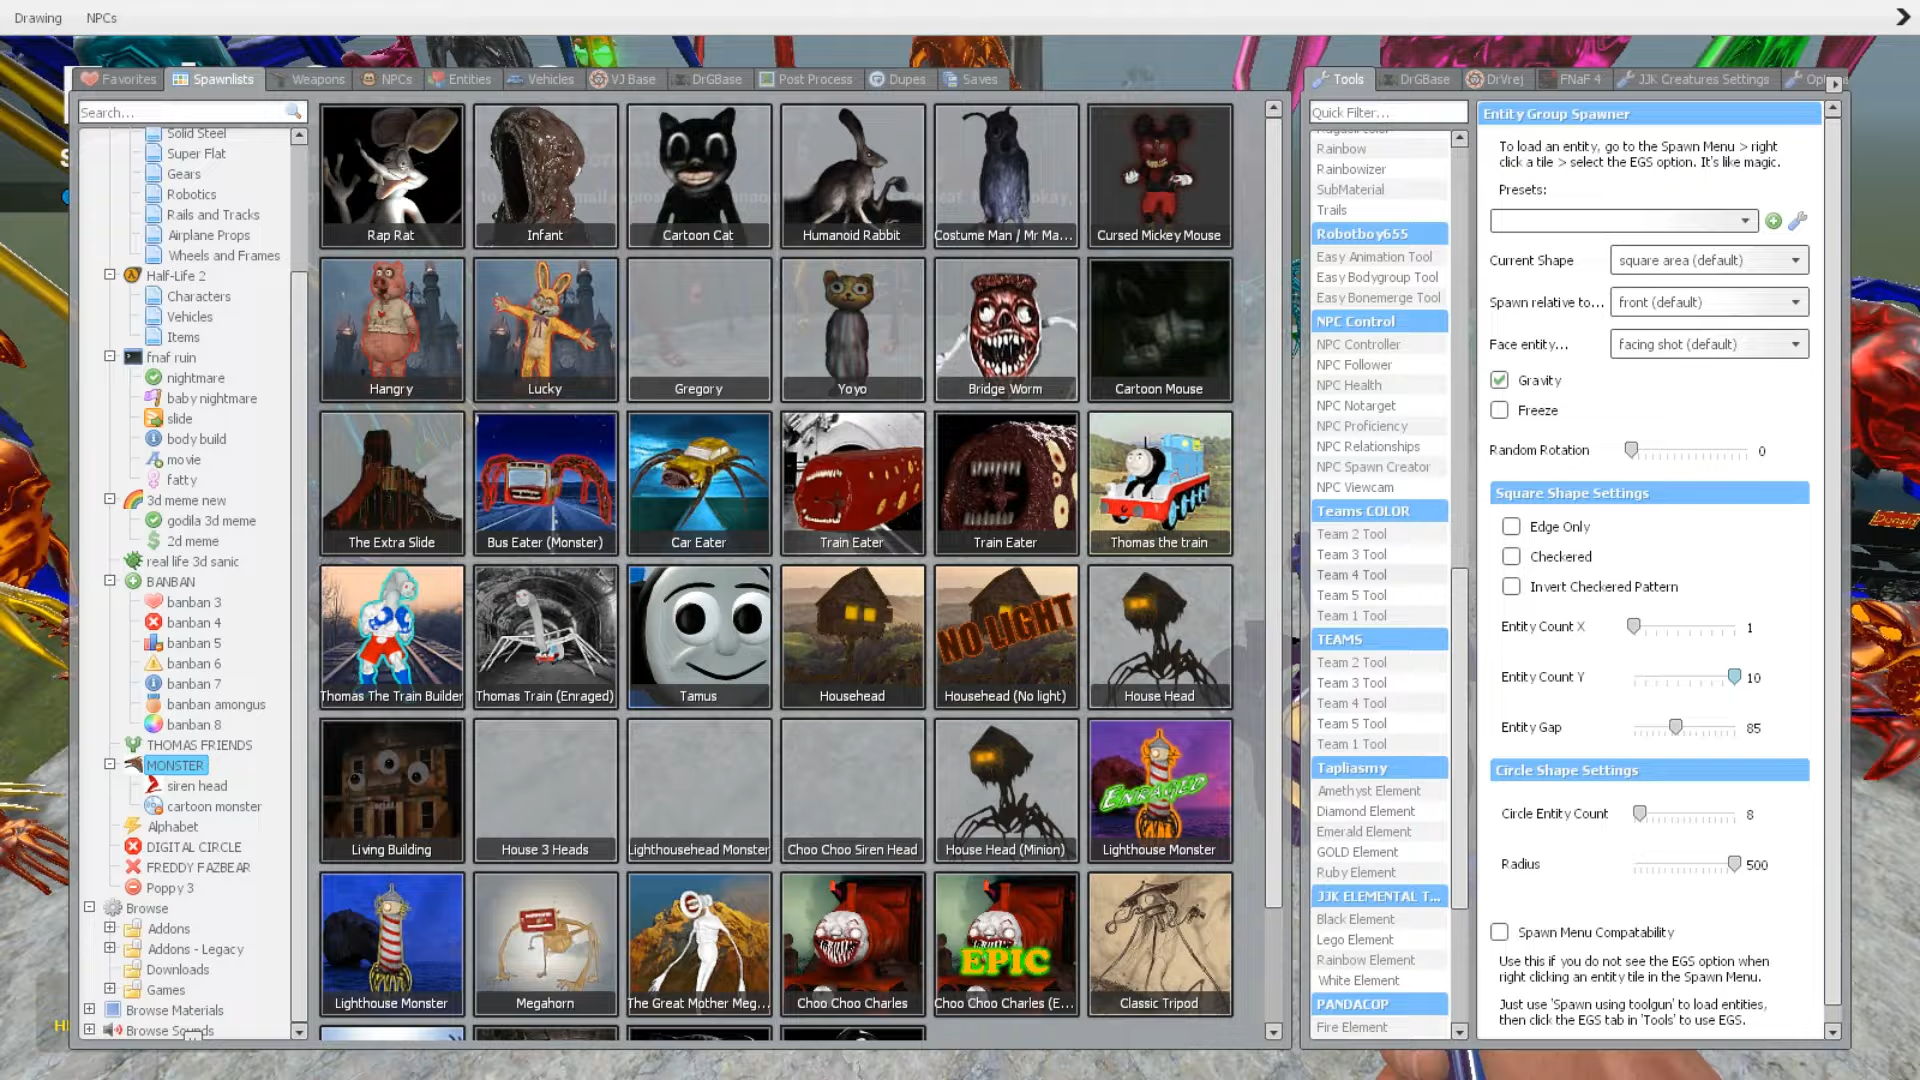 Drawing NPCs
Favorites Spawnlists Weapons NPCs Entities Vehicles VJ Base DrGBase Post Process Dupes Saves
Tools DrGBase DrVrej FNaF 4 JJK Creatures Settings
Search...
Solid Steel
Super Flat
Gears
Robotics
Rails and Tracks
Airplane Props
Wheels and Frames
Half-Life 2
Characters
Vehicles
Items
fnaf ruin
nightmare
baby nightmare
slide
body build
movie
fatty
3d meme new
godila 3d meme
2d meme
real life 3d sanic
BANBAN
banban 3
banban 4
banban 5
banban 6
banban 7
banban amongus
banban 8
THOMAS FRIENDS
MONSTER
siren head
cartoon monster
Alphabet
DIGITAL CIRCLE
FREDDY FAZBEAR
Poppy 3
Browse
Addons
Addons - Legacy
Downloads
Games
Browse Materials
Browse Sounds
Rap Rat Infant Cartoon Cat Humanoid Rabbit Costume Man / Mr Ma... Cursed Mickey Mouse
Hangry Lucky Gregory Yoyo Bridge Worm Cartoon Mouse
The Extra Slide Bus Eater (Monster) Car Eater Train Eater Train Eater Thomas the train
NO LIGHT
Thomas The Train Builder Thomas Train (Enraged) Tamus Househead Househead (No light) House Head
ENRAGED
Living Building House 3 Heads Lighthousehead Monster Choo Choo Siren Head House Head (Minion) Lighthouse Monster
EPIC
Lighthouse Monster Megahorn The Great Mother Meg... Choo Choo Charles Choo Choo Charles (E... Classic Tripod
Quick Filter...
Rainbow
Rainbowizer
SubMaterial
Trails
Robotboy655
Easy Animation Tool
Easy Bodygroup Tool
Easy Bonemerge Tool
NPC Control
NPC Controller
NPC Follower
NPC Health
NPC Notarget
NPC Proficiency
NPC Relationships
NPC Spawn Creator
NPC Viewcam
Teams COLOR
Team 2 Tool
Team 3 Tool
Team 4 Tool
Team 5 Tool
Team 1 Tool
TEAMS
Team 2 Tool
Team 3 Tool
Team 4 Tool
Team 5 Tool
Team 1 Tool
Tapliasmy
Amethyst Element
Diamond Element
Emerald Element
GOLD Element
Ruby Element
JJK ELEMENTAL T...
Black Element
Lego Element
Rainbow Element
White Element
PANDACOP
Fire Element
Entity Group Spawner
To load an entity, go to the Spawn Menu > right
click a tile > select the EGS option. It's like magic.
Presets:
Current Shape square area (default)
Spawn relative to... front (default)
Face entity... facing shot (default)
Gravity
Freeze
Random Rotation 0
Square Shape Settings
Edge Only
Checkered
Invert Checkered Pattern
Entity Count X 1
Entity Count Y 10
Entity Gap 85
Circle Shape Settings
Circle Entity Count 8
Radius 500
Spawn Menu Compatability
Use this if you do not see the EGS option when
right clicking an entity tile in the Spawn Menu.
Just use 'Spawn using toolgun' to load entities,
then click the EGS tab in 'Tools' to use EGS.